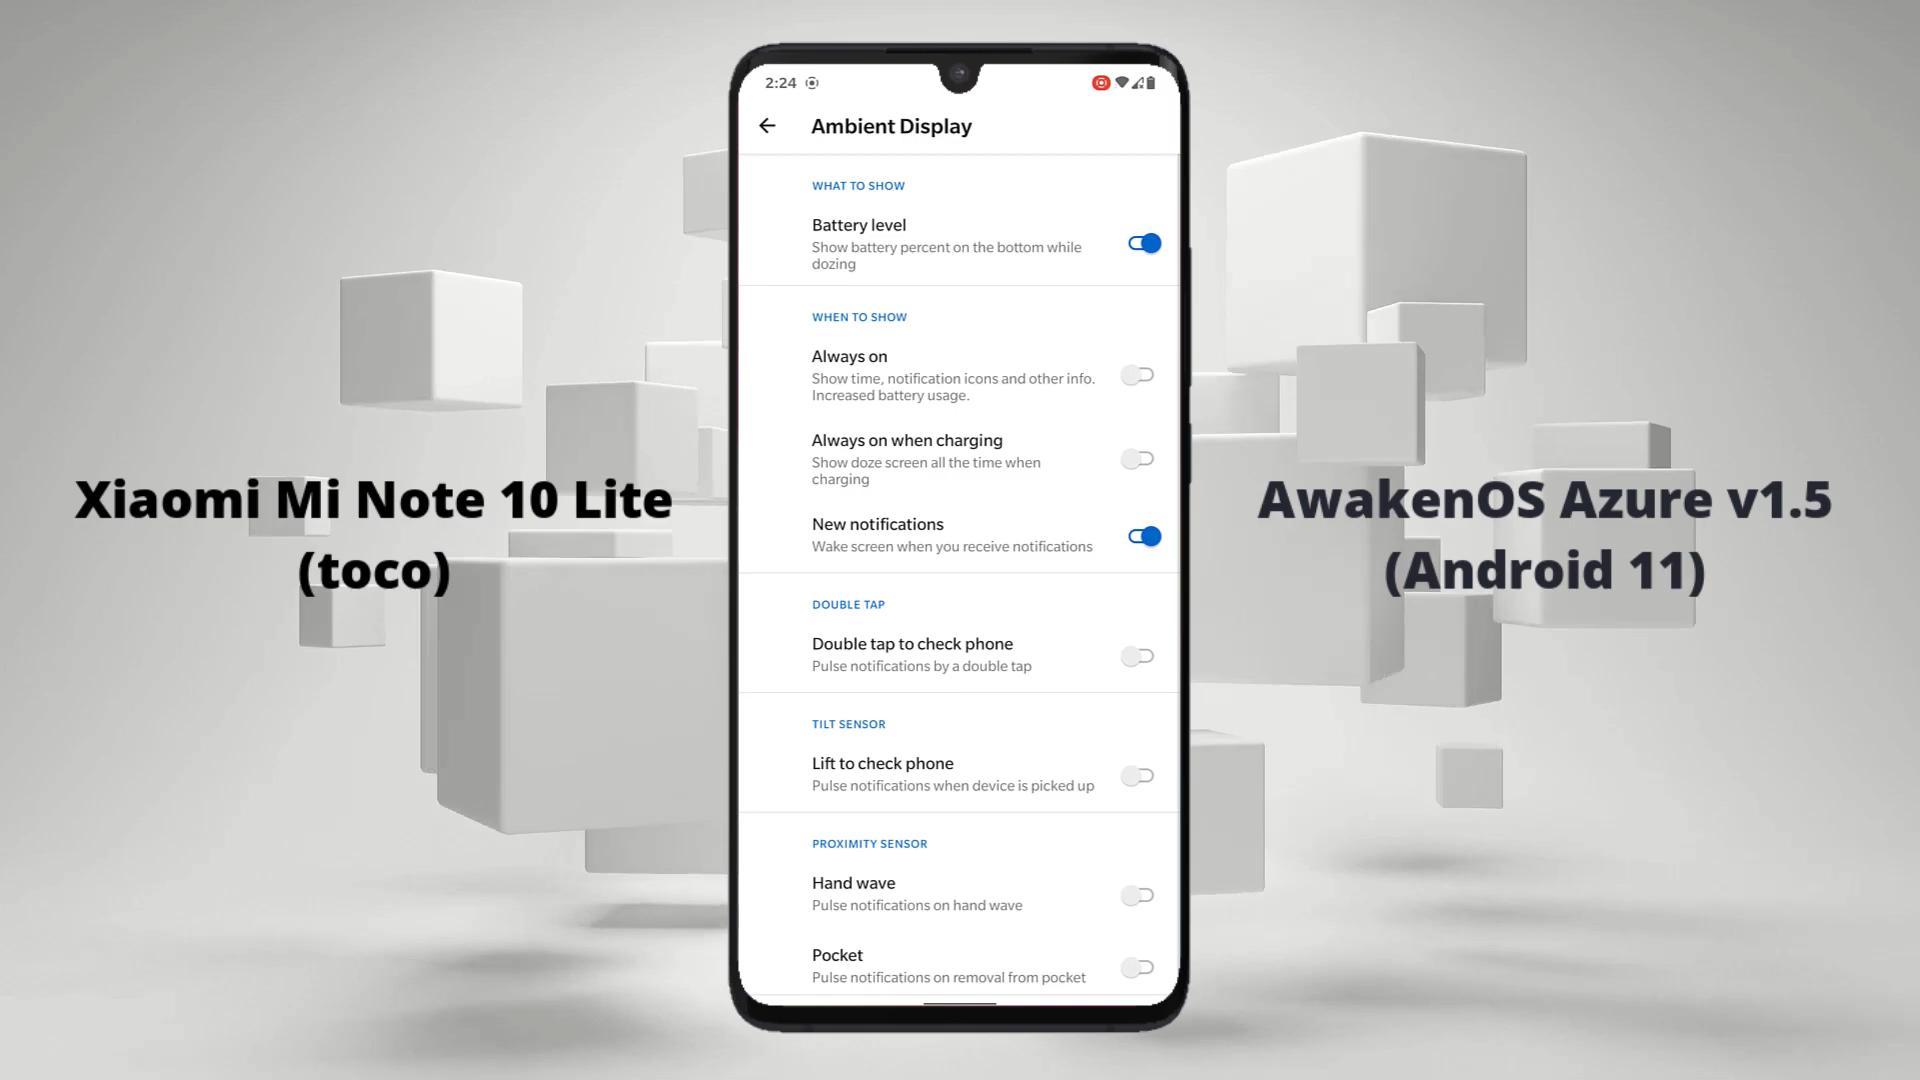 2:24
Ambient Display
WHAT TO SHOW
Battery level
Show battery percent on the bottom while
dozing
WHEN TO SHOW
Always on
Show time, notification icons and other info.
Increased battery usage.
Always on when charging
Show doze screen all the time when
charging
New notifications
Wake screen when you receive notifications
DOUBLE TAP
Double tap to check phone
Pulse notifications by a double tap
TILT SENSOR
Lift to check phone
Pulse notifications when device is picked up
PROXIMITY SENSOR
Hand wave
Pulse notifications on hand wave
Pocket
Pulse notifications on removal from pocket
Xiaomi Mi Note 10 Lite
(toco)
AwakenOS Azure v1.5
(Android 11)